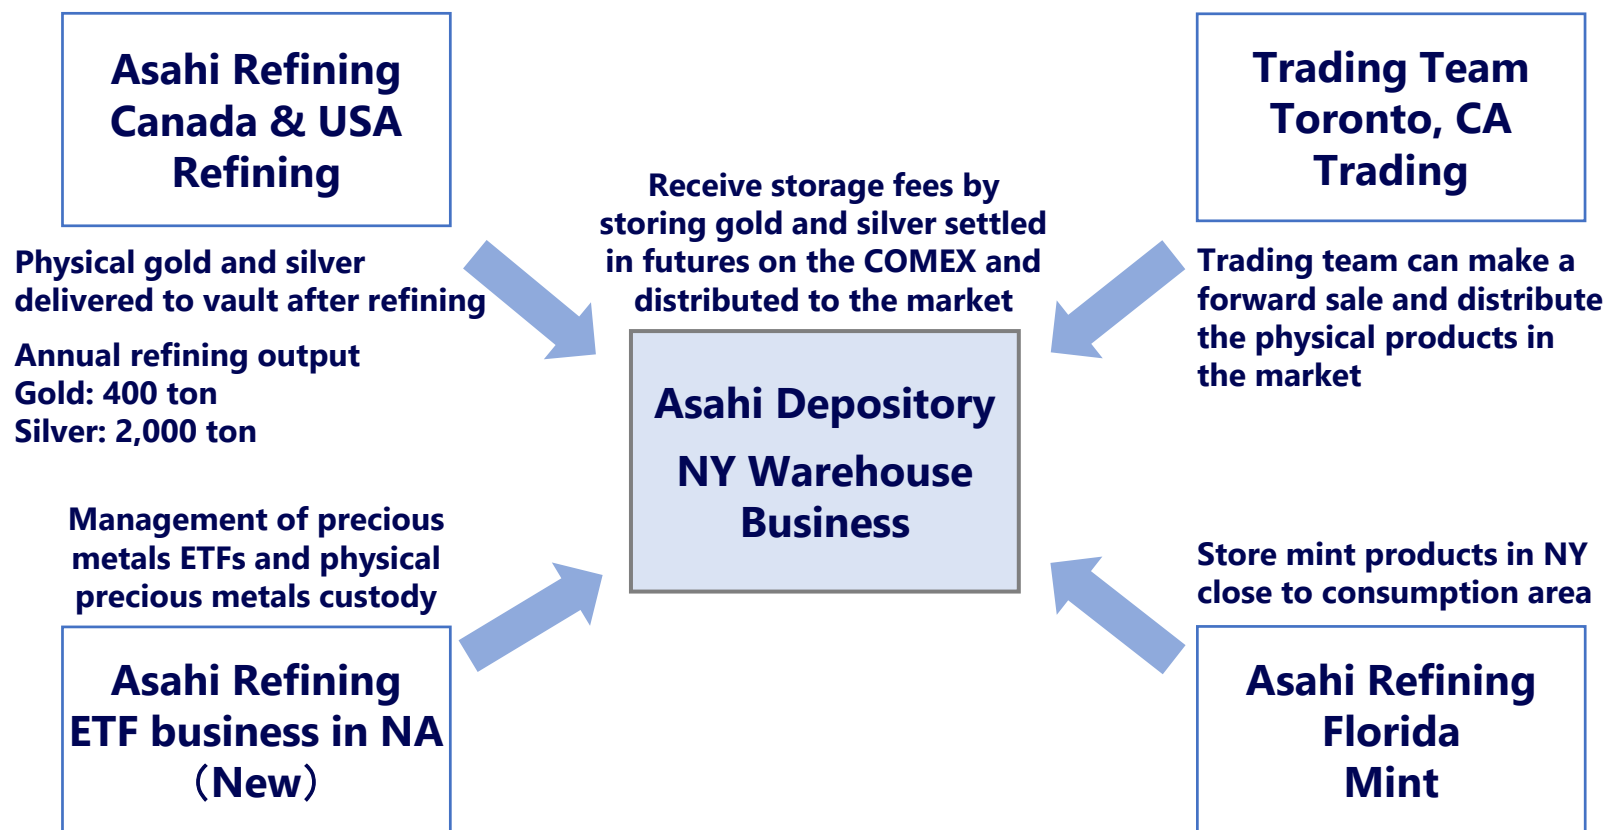 Asahi Refining
Canada & USA
Refining
Physical gold and silver
delivered to vault after refining
Annual refining output
Gold: 400 ton
Silver: 2,000 ton
Receive storage fees by
storing gold and silver settled
in futures on the COMEX and
distributed to the market
Trading Team
Toronto, CA
Trading
Trading team can make a
forward sale and distribute
the physical products in
the market
Asahi Depository
NY Warehouse
Business
Management of precious
metals ETFs and physical
precious metals custody
Asahi Refining
ETF business in NA
（New）
Store mint products in NY
close to consumption area
Asahi Refining
Florida
Mint